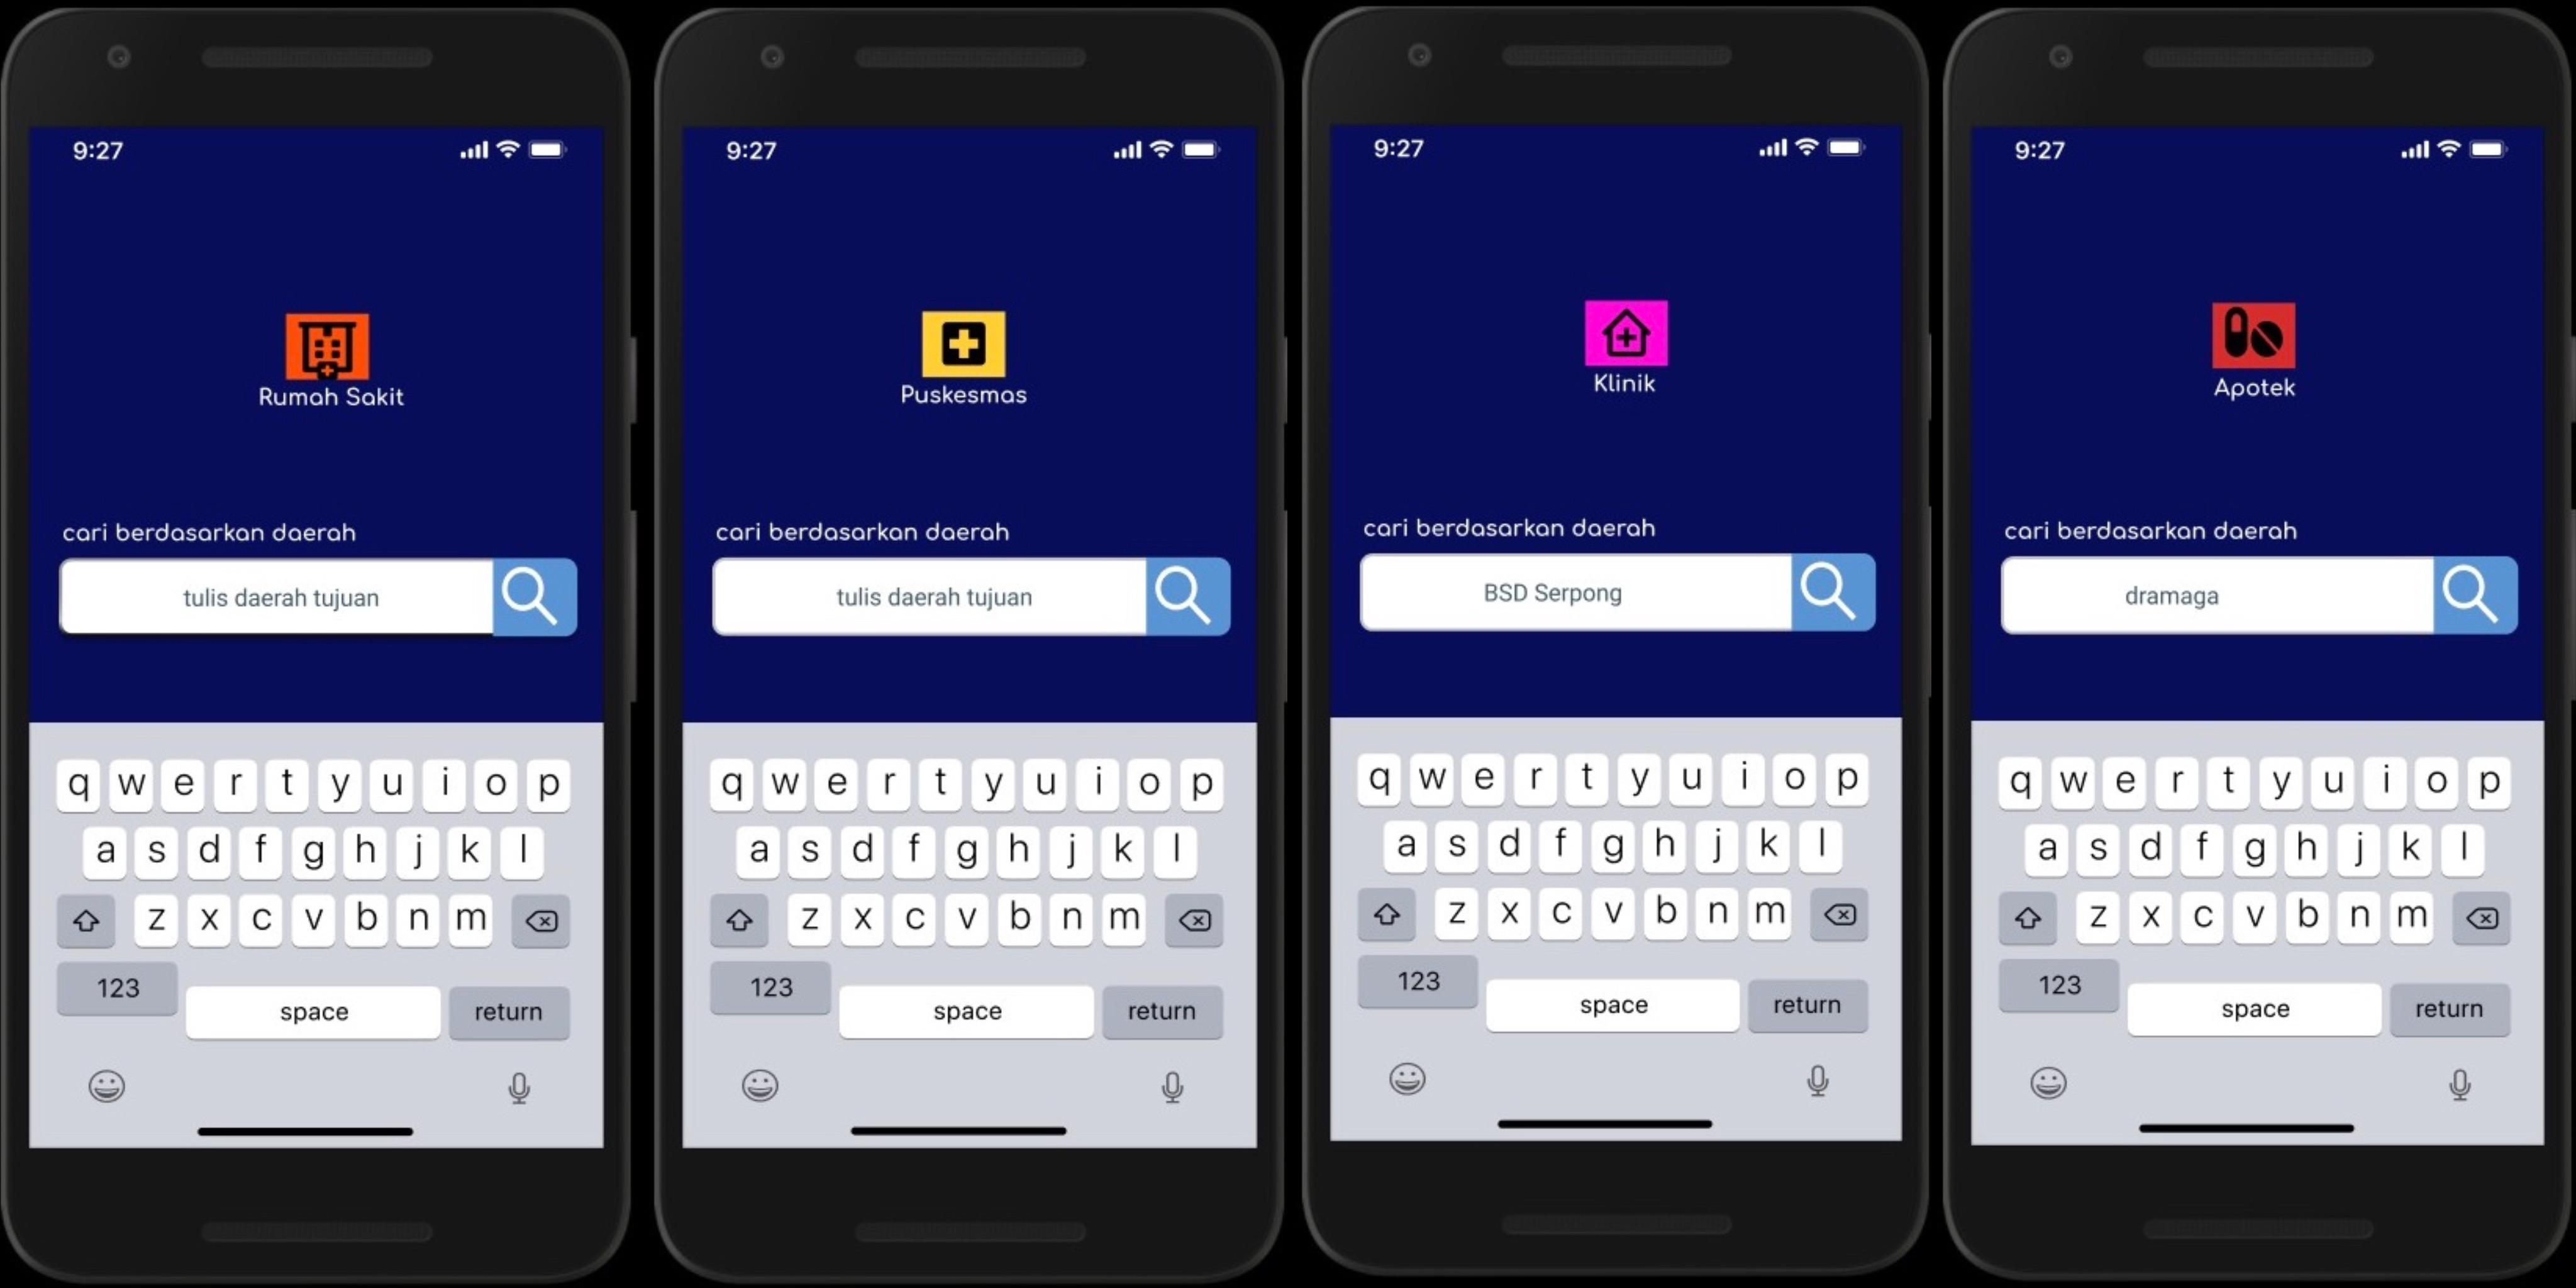 9:27
Rumah Sakit
cari berdasarkan daerah
tulis daerah tujuan
q w e r t y u i o p
a s d f g h j k l
z x c v b n m
123
space
return
9:27
Puskesmas
cari berdasarkan daerah
tulis daerah tujuan
q w e r t y u i o p
a s d f g h j k l
z x c v b n m
123
space
return
9:27
Klinik
cari berdasarkan daerah
BSD Serpong
q w e r t y u i o p
a s d f g h j k l
z x c v b n m
123
space
return
9:27
Apotek
cari berdasarkan daerah
dramaga
q w e r t y u i o p
a s d f g h j k l
z x c v b n m
123
space
return